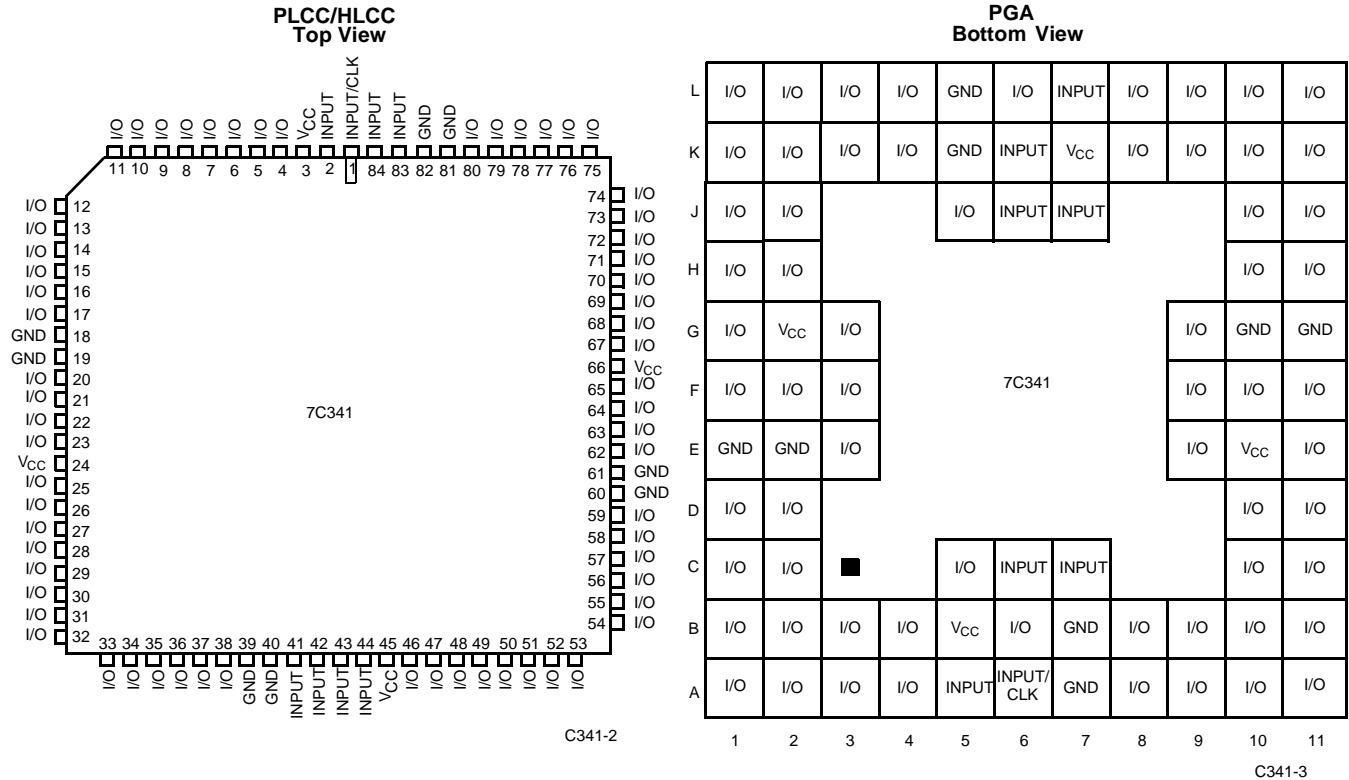 PLCC/HLCC
Top View
I/O I/O I/O I/O I/O I/O I/O I/O VCC INPUT INPUT/CLK INPUT INPUT GND GND I/O I/O I/O I/O I/O I/O
11 10 9 8 7 6 5 4 3 2 1 84 83 82 81 80 79 78 77 76 75
I/O 12
I/O 13
I/O 14
I/O 15
I/O 16
I/O 17
GND 18
GND 19
I/O 20
I/O 21
I/O 22
I/O 23
VCC 24
I/O 25
I/O 26
I/O 27
I/O 28
I/O 29
I/O 30
I/O 31
I/O 32
7C341
74 I/O
73 I/O
72 I/O
71 I/O
70 I/O
69 I/O
68 I/O
67 I/O
66 VCC
65 I/O
64 I/O
63 I/O
62 I/O
61 GND
60 GND
59 I/O
58 I/O
57 I/O
56 I/O
55 I/O
54 I/O
33 34 35 36 37 38 39 40 41 42 43 44 45 46 47 48 49 50 51 52 53
I/O I/O I/O I/O I/O I/O GND GND INPUT INPUT INPUT INPUT VCC I/O I/O I/O I/O I/O I/O I/O I/O
C341-2
PGA
Bottom View
L I/O I/O I/O I/O GND I/O INPUT I/O I/O I/O I/O
K I/O I/O I/O I/O GND INPUT VCC I/O I/O I/O I/O
J I/O I/O I/O INPUT INPUT I/O I/O
H I/O I/O I/O I/O
G I/O VCC I/O I/O GND GND
F I/O I/O I/O 7C341 I/O I/O I/O
E GND GND I/O I/O VCC I/O
D I/O I/O I/O I/O
C I/O I/O I/O INPUT INPUT I/O I/O
B I/O I/O I/O I/O VCC I/O GND I/O I/O I/O I/O
A I/O I/O I/O I/O INPUT INPUT/CLK GND I/O I/O I/O I/O
1 2 3 4 5 6 7 8 9 10 11
C341-3